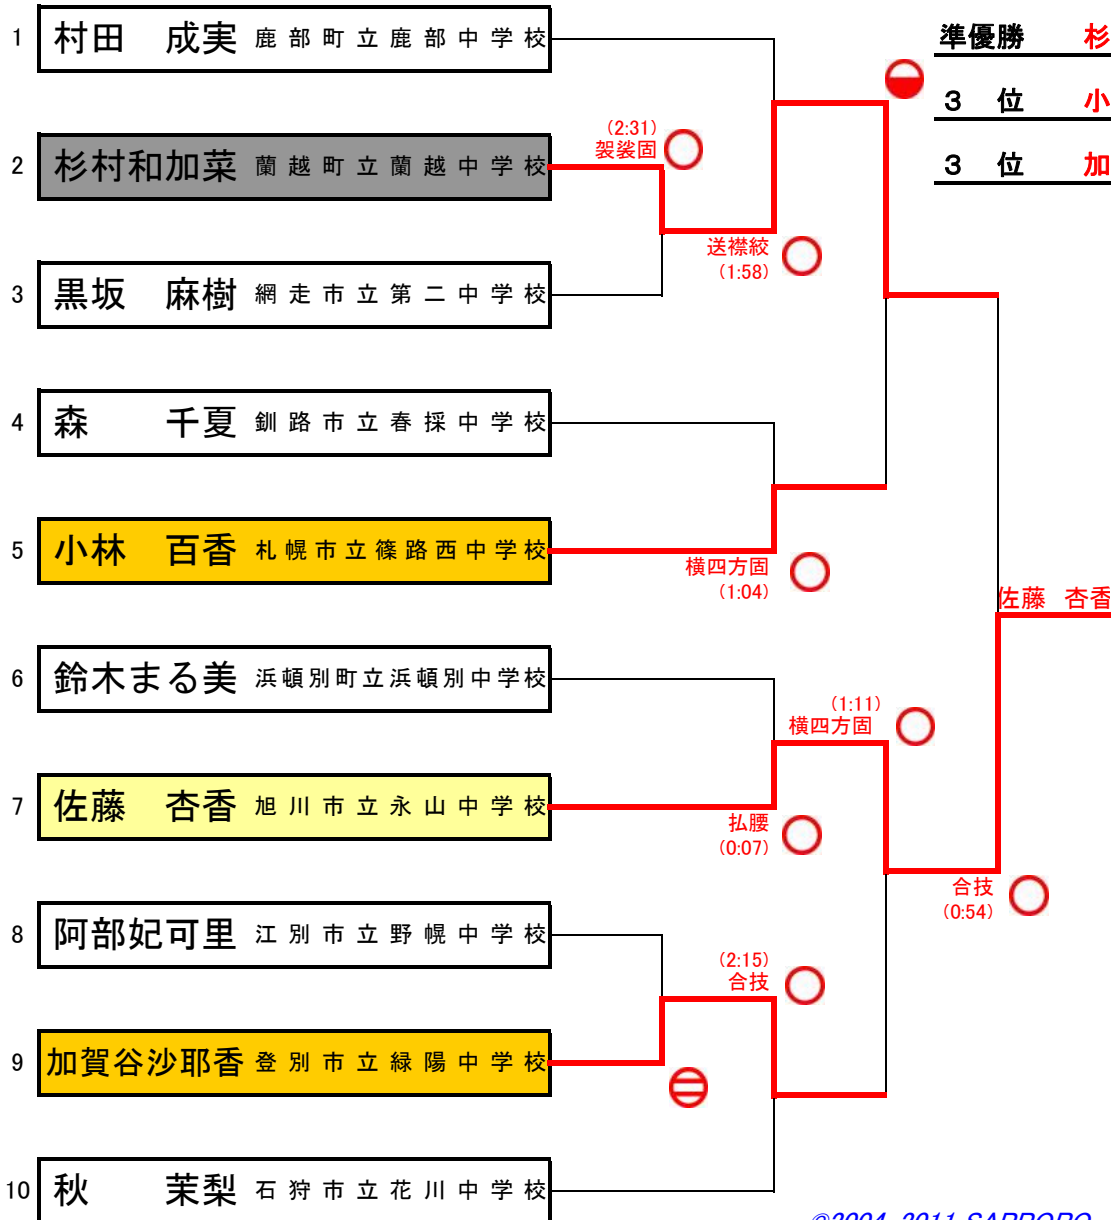 1 村田 成実 鹿部町立鹿部中学校
準優勝 杉
3 位 小
(2:31)
袈裟固
2 杉村和加菜 蘭越町立蘭越中学校
3 位 加
送襟絞
(1:58)
3 黒坂 麻樹 網走市立第二中学校
4 森 千夏 釧路市立春採中学校
5 小林 百香 札幌市立篠路西中学校
横四方固
(1:04)
佐藤 杏香
6 鈴木まる美 浜頓別町立浜頓別中学校
(1:11)
横四方固
7 佐藤 杏香 旭川市立永山中学校
払腰
(0:07)
合技
(0:54)
8 阿部妃可里 江別市立野幌中学校
(2:15)
合技
9 加賀谷沙耶香 登別市立緑陽中学校
10 秋 茉梨 石狩市立花川中学校
©2004-2011 SAPPORO